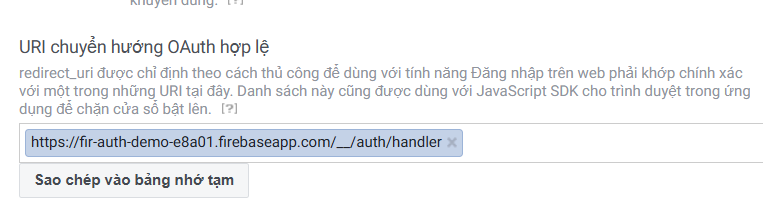 khuyên dùng. [?]
URI chuyển hướng OAuth hợp lệ
redirect_uri được chỉ định theo cách thủ công để dùng với tính năng Đăng nhập trên web phải khớp chính xác
với một trong những URI tại đây. Danh sách này cũng được dùng với JavaScript SDK cho trình duyệt trong ứng
dụng để chặn cửa sổ bật lên. [?]
https://fir-auth-demo-e8a01.firebaseapp.com/__/auth/handler ×
Sao chép vào bảng nhớ tạm